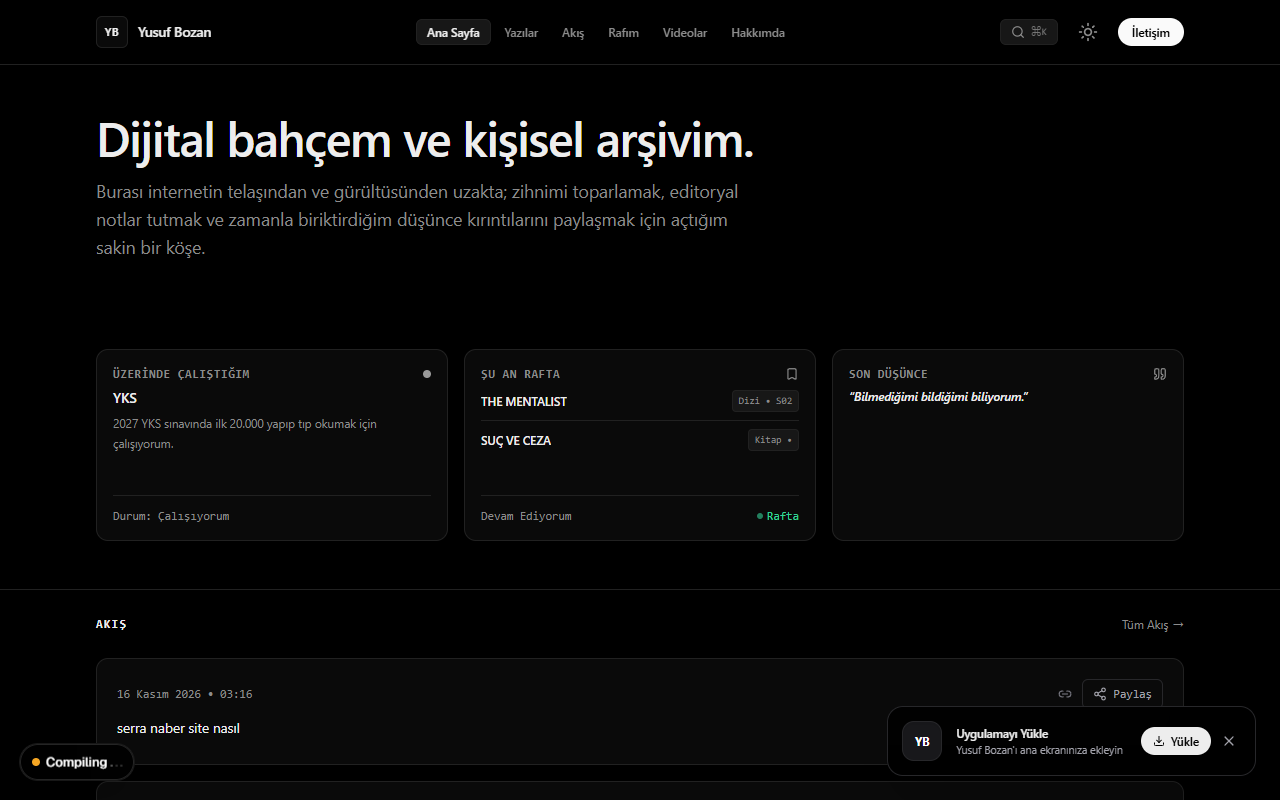 YB Yusuf Bozan Ana Sayfa Yazılar Akış Rafım Videolar Hakkımda ⌘K İletişim
Dijital bahçem ve kişisel arşivim.
Burası internetin telaşından ve gürültüsünden uzakta; zihnimi toparlamak, editoryal
notlar tutmak ve zamanla biriktirdiğim düşünce kırıntılarını paylaşmak için açtığım
sakin bir köşe.
ÜZERİNDE ÇALIŞTIĞIM
YKS
2027 YKS sınavında ilk 20.000 yapıp tıp okumak için
çalışıyorum.
Durum: Çalışıyorum
ŞU AN RAFTA
THE MENTALIST Dizi • S02
SUÇ VE CEZA Kitap •
Devam Ediyorum Rafta
SON DÜŞÜNCE
“Bilmediğimi bildiğimi biliyorum.”
AKIŞ Tüm Akış →
16 Kasım 2026 • 03:16 Paylaş
serra naber site nasıl
YB Uygulamayı Yükle
Yusuf Bozan'ı ana ekranınıza ekleyin
Yükle
Compiling ...